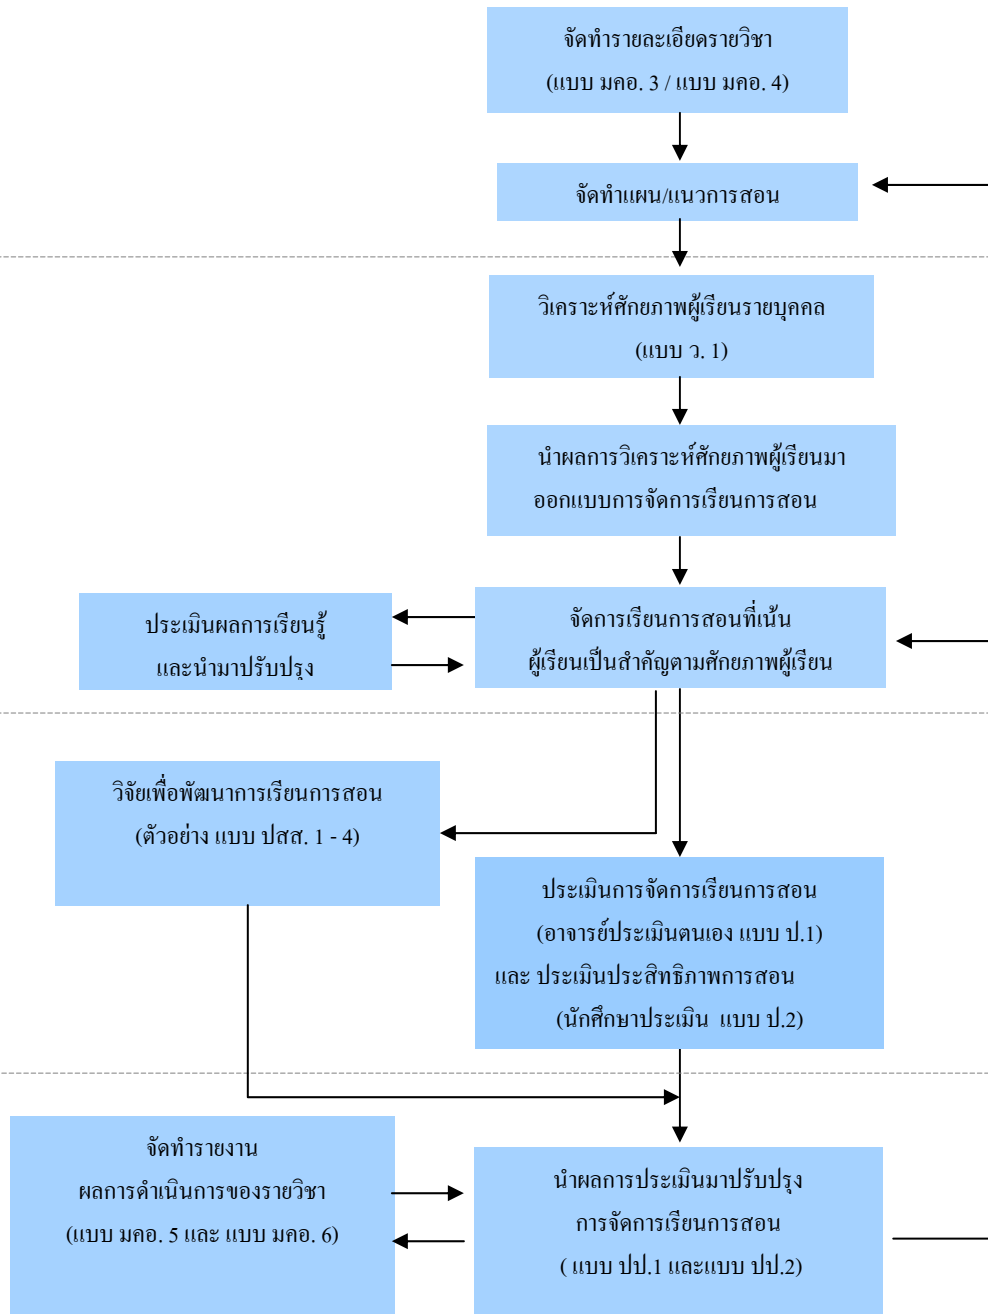 จัดทำรายละเอียดรายวิชา
(แบบ มคอ. 3 / แบบ มคอ. 4)
จัดทำแผน/แนวการสอน
วิเคราะห์ศักยภาพผู้เรียนรายบุคคล
(แบบ ว. 1)
นำผลการวิเคราะห์ศักยภาพผู้เรียนมา
ออกแบบการจัดการเรียนการสอน
ประเมินผลการเรียนรู้
และนำมาปรับปรุง
จัดการเรียนการสอนที่เน้น
ผู้เรียนเป็นสำคัญตามศักยภาพผู้เรียน
วิจัยเพื่อพัฒนาการเรียนการสอน
(ตัวอย่าง แบบ ปสส. 1 - 4)
ประเมินการจัดการเรียนการสอน
(อาจารย์ประเมินตนเอง แบบ ป.1)
และ ประเมินประสิทธิภาพการสอน
(นักศึกษาประเมิน แบบ ป.2)
จัดทำรายงาน
ผลการดำเนินการของรายวิชา
(แบบ มคอ. 5 และ แบบ มคอ. 6)
นำผลการประเมินมาปรับปรุง
การจัดการเรียนการสอน
( แบบ ปป.1 และแบบ ปป.2)